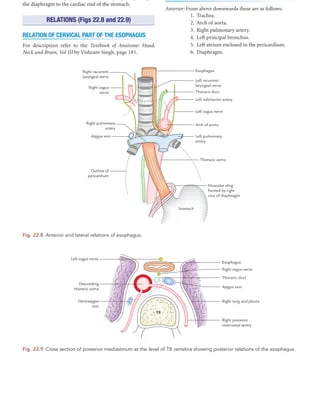 the diaphragm to the cardiac end of the stomach.
RELATIONS (Figs 22.8 and 22.9)
RELATION OF CERVICAL PART OF THE ESOPHAGUS
For description refer to the Textbook of Anatomy: Head,
Neck and Brain, Vol III by Vishram Singh, page 181.
Anterior: From above downwards these are as follows:
1. Trachea.
2. Arch of aorta.
3. Right pulmonary artery.
4. Left principal bronchus.
5. Left atrium enclosed in the pericardium.
6. Diaphragm.
Right recurrent
laryngeal nerve
Right vagus
nerve
Right pulmonary
artery
Azygos vein
Outline of
pericardium
Esophagus
Left recurrent
laryngeal nerve
Thoracic duct
Left subclavian artery
Left vagus nerve
Arch of aorta
Left pulmonary
artery
Thoracic aorta
Muscular sling
formed by right
crus of diaphragm
Stomach
Fig. 22.8 Anterior and lateral relations of esophagus.
Left vagus nerve
Descending
thoracic aorta
Hemiazygos
vein
T8
Esophagus
Right vagus nerve
Thoracic duct
Azygos vein
Right lung and pleura
Right posterior
intercostal artery
Fig. 22.9 Cross section of posterior mediastinum at the level of T8 vertebra showing posterior relations of the esophagus.